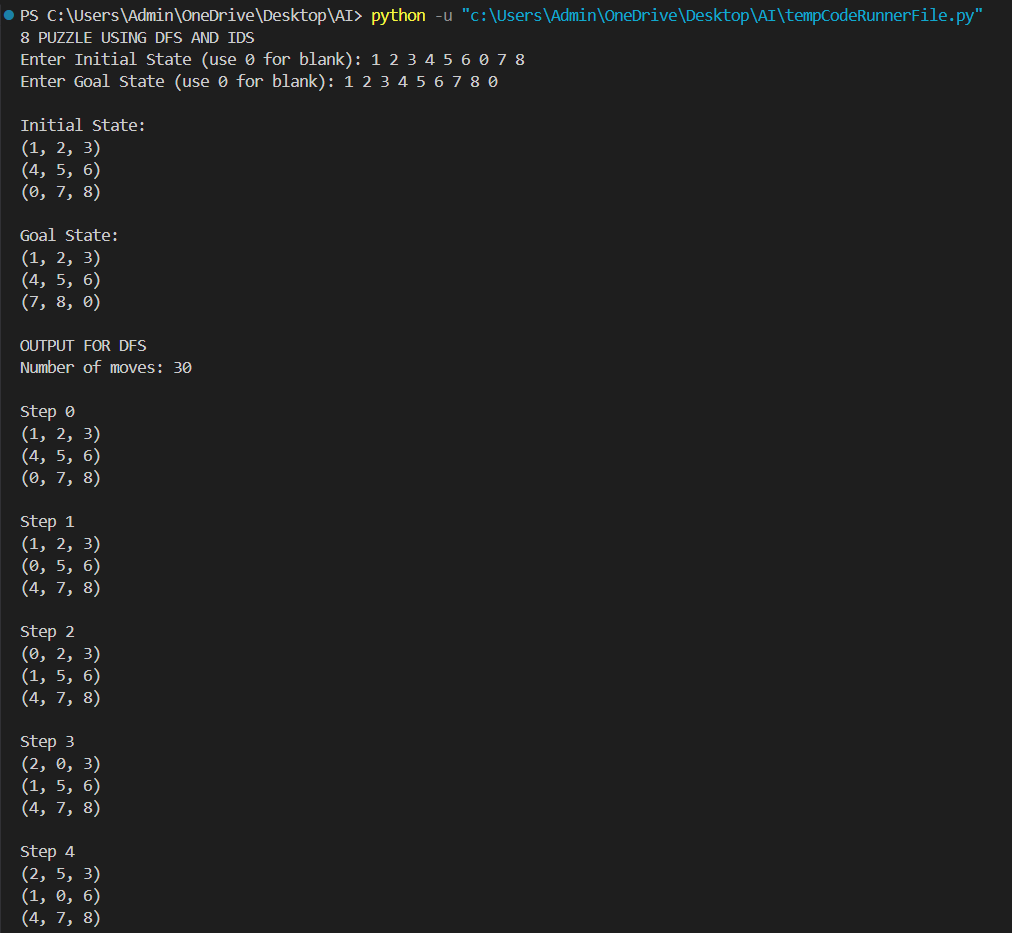 PS C:\Users\Admin\OneDrive\Desktop\AI> python -u "c:\Users\Admin\OneDrive\Desktop\AI\tempCodeRunnerFile.py"
8 PUZZLE USING DFS AND IDS
Enter Initial State (use 0 for blank): 1 2 3 4 5 6 0 7 8
Enter Goal State (use 0 for blank): 1 2 3 4 5 6 7 8 0

Initial State:
(1, 2, 3)
(4, 5, 6)
(0, 7, 8)

Goal State:
(1, 2, 3)
(4, 5, 6)
(7, 8, 0)

OUTPUT FOR DFS
Number of moves: 30

Step 0
(1, 2, 3)
(4, 5, 6)
(0, 7, 8)

Step 1
(1, 2, 3)
(0, 5, 6)
(4, 7, 8)

Step 2
(0, 2, 3)
(1, 5, 6)
(4, 7, 8)

Step 3
(2, 0, 3)
(1, 5, 6)
(4, 7, 8)

Step 4
(2, 5, 3)
(1, 0, 6)
(4, 7, 8)